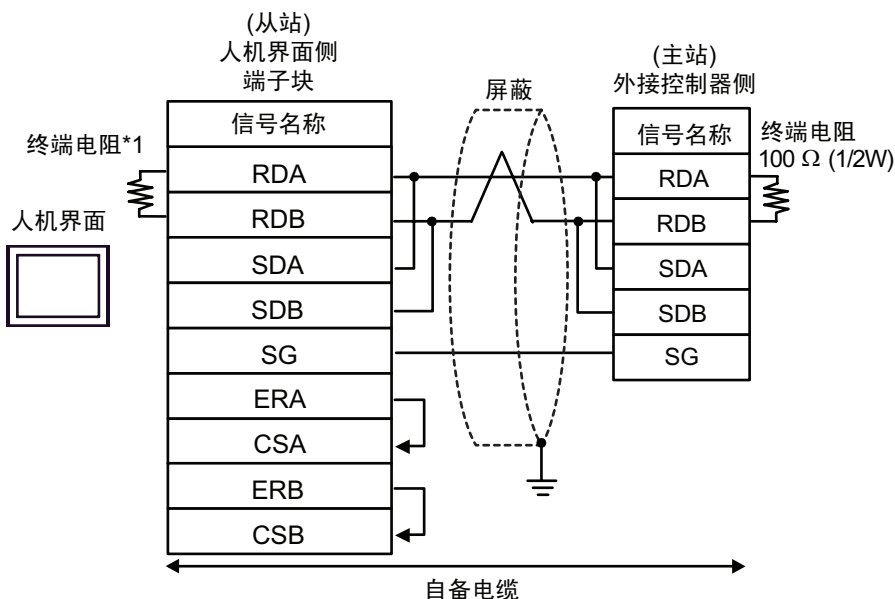 (从站)
人机界面侧
端子块
信号名称
RDA
RDB
SDA
SDB
SG
ERA
CSA
ERB
CSB
终端电阻*1
人机界面
屏蔽
(主站)
外接控制器侧
信号名称
RDA
RDB
SDA
SDB
SG
终端电阻
100 Ω (1/2W)
自备电缆